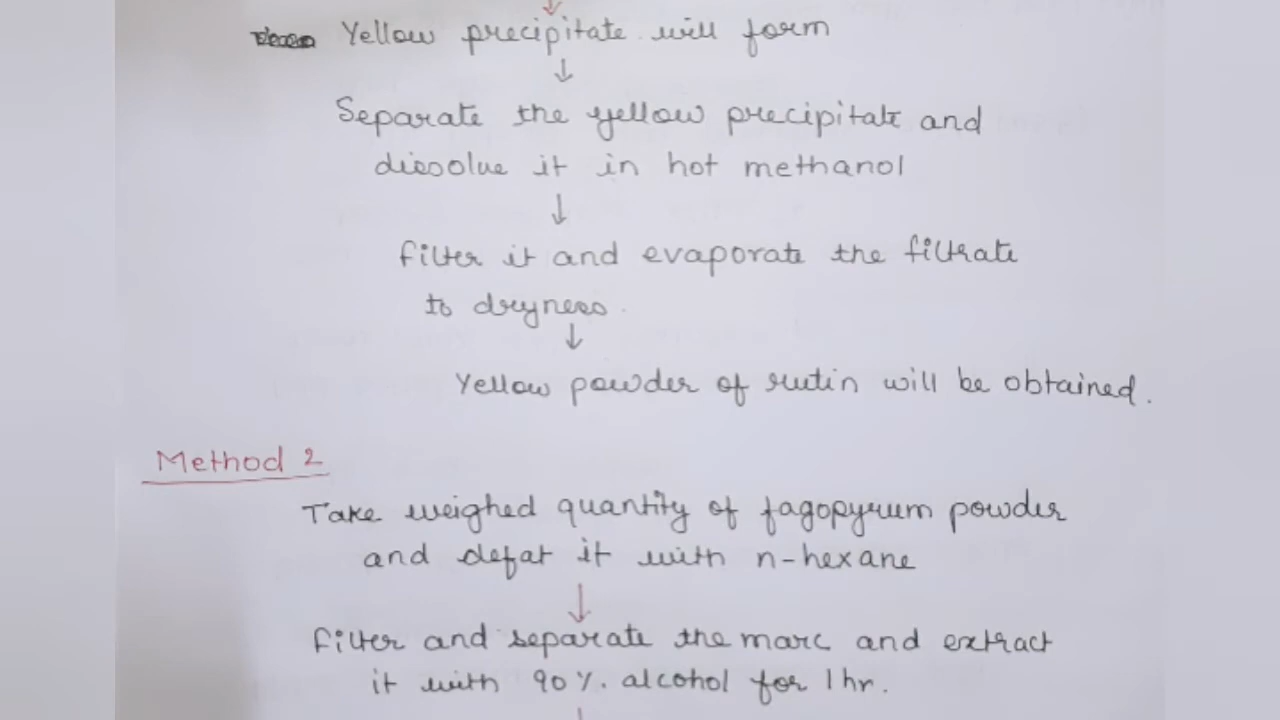 Yellow precipitate will form
↓
Separate the yellow precipitate and
dissolve it in hot methanol
↓
Filter it and evaporate the filtrate
to dryness.
↓
Yellow powder of rutin will be obtained.
Method 2
Take weighed quantity of fagopyrum powder
and defat it with n-hexane
↓
Filter and separate the marc and extract
it with 90%. alcohol for 1 hr.